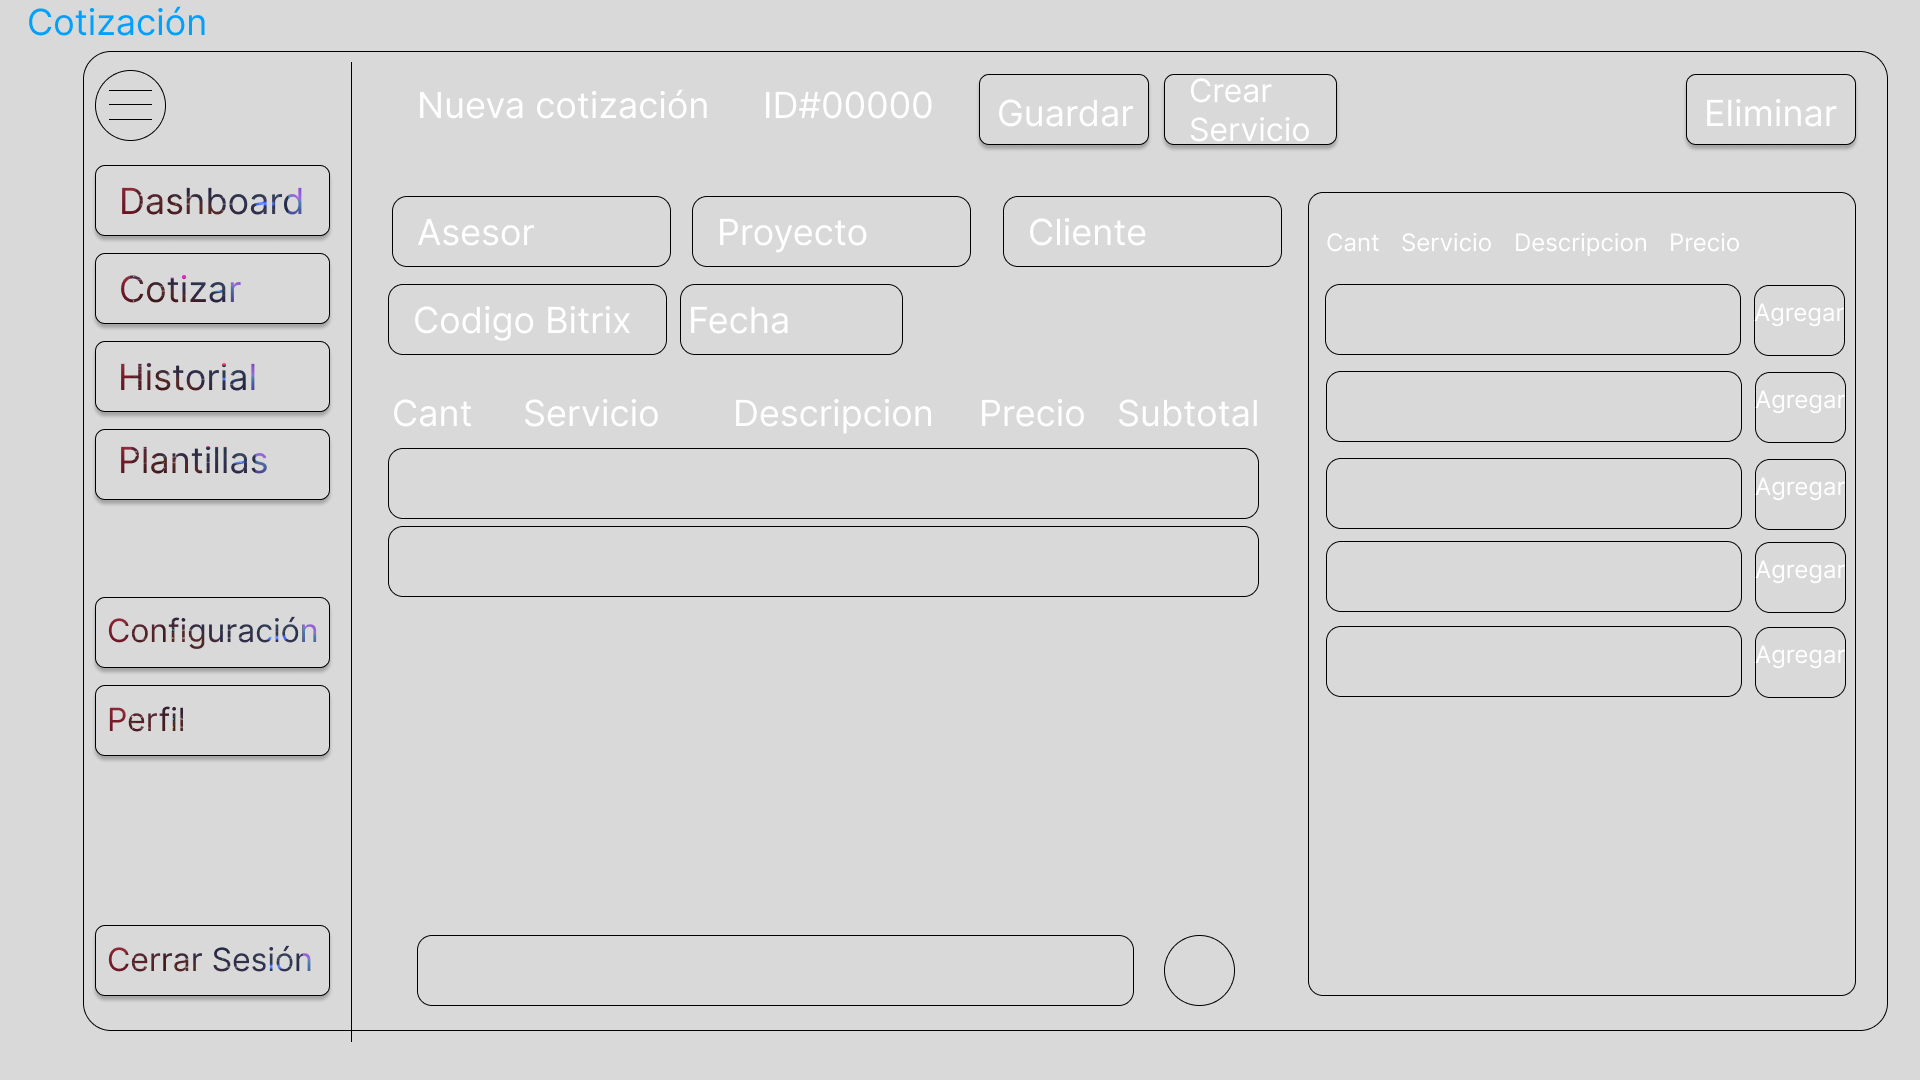 Cotización
Nueva cotización
ID#00000
Guardar
Crear
Servicio
Eliminar
Dashboard
Cotizar
Historial
Plantillas
Configuración
Perfil
Cerrar Sesión
Asesor
Proyecto
Cliente
Codigo Bitrix
Fecha
Cant Servicio Descripcion Precio Subtotal
Cant Servicio Descripcion Precio
Agregar
Agregar
Agregar
Agregar
Agregar